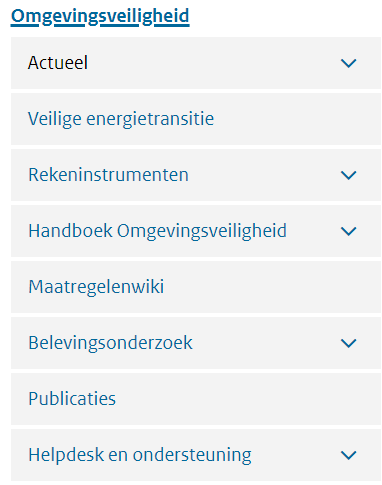 Omgevingsveiligheid
Actueel
Veilige energietransitie
Rekeninstrumenten
Handboek Omgevingsveiligheid
Maatregelenwiki
Belevingsonderzoek
Publicaties
Helpdesk en ondersteuning